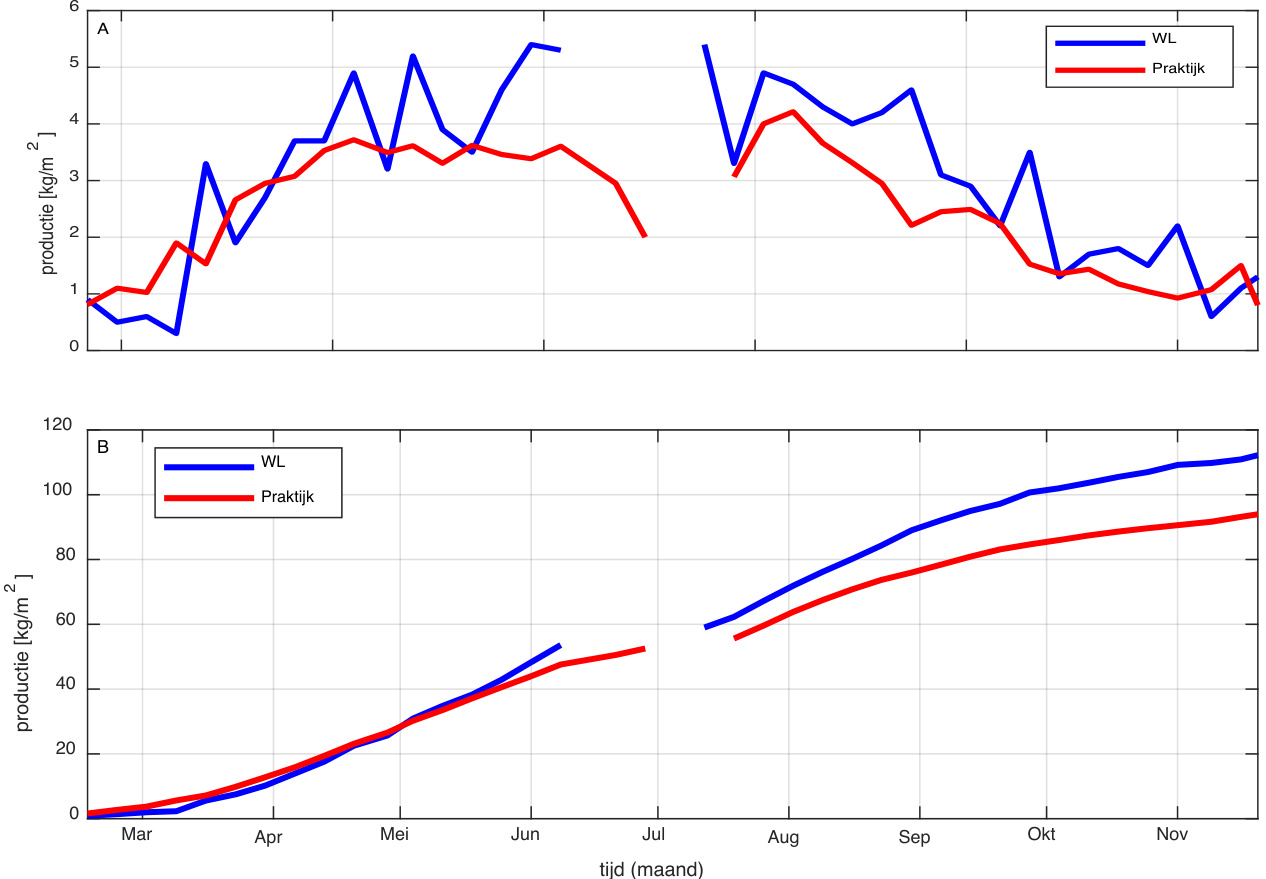 A
6
5
4
3
2
1
0
productie [kg/m 2 ]
WL
Praktijk
B
120
100
80
60
40
20
0
productie [kg/m 2 ]
WL
Praktijk
Mar Apr Mei Jun Jul Aug Sep Okt Nov
tijd (maand)